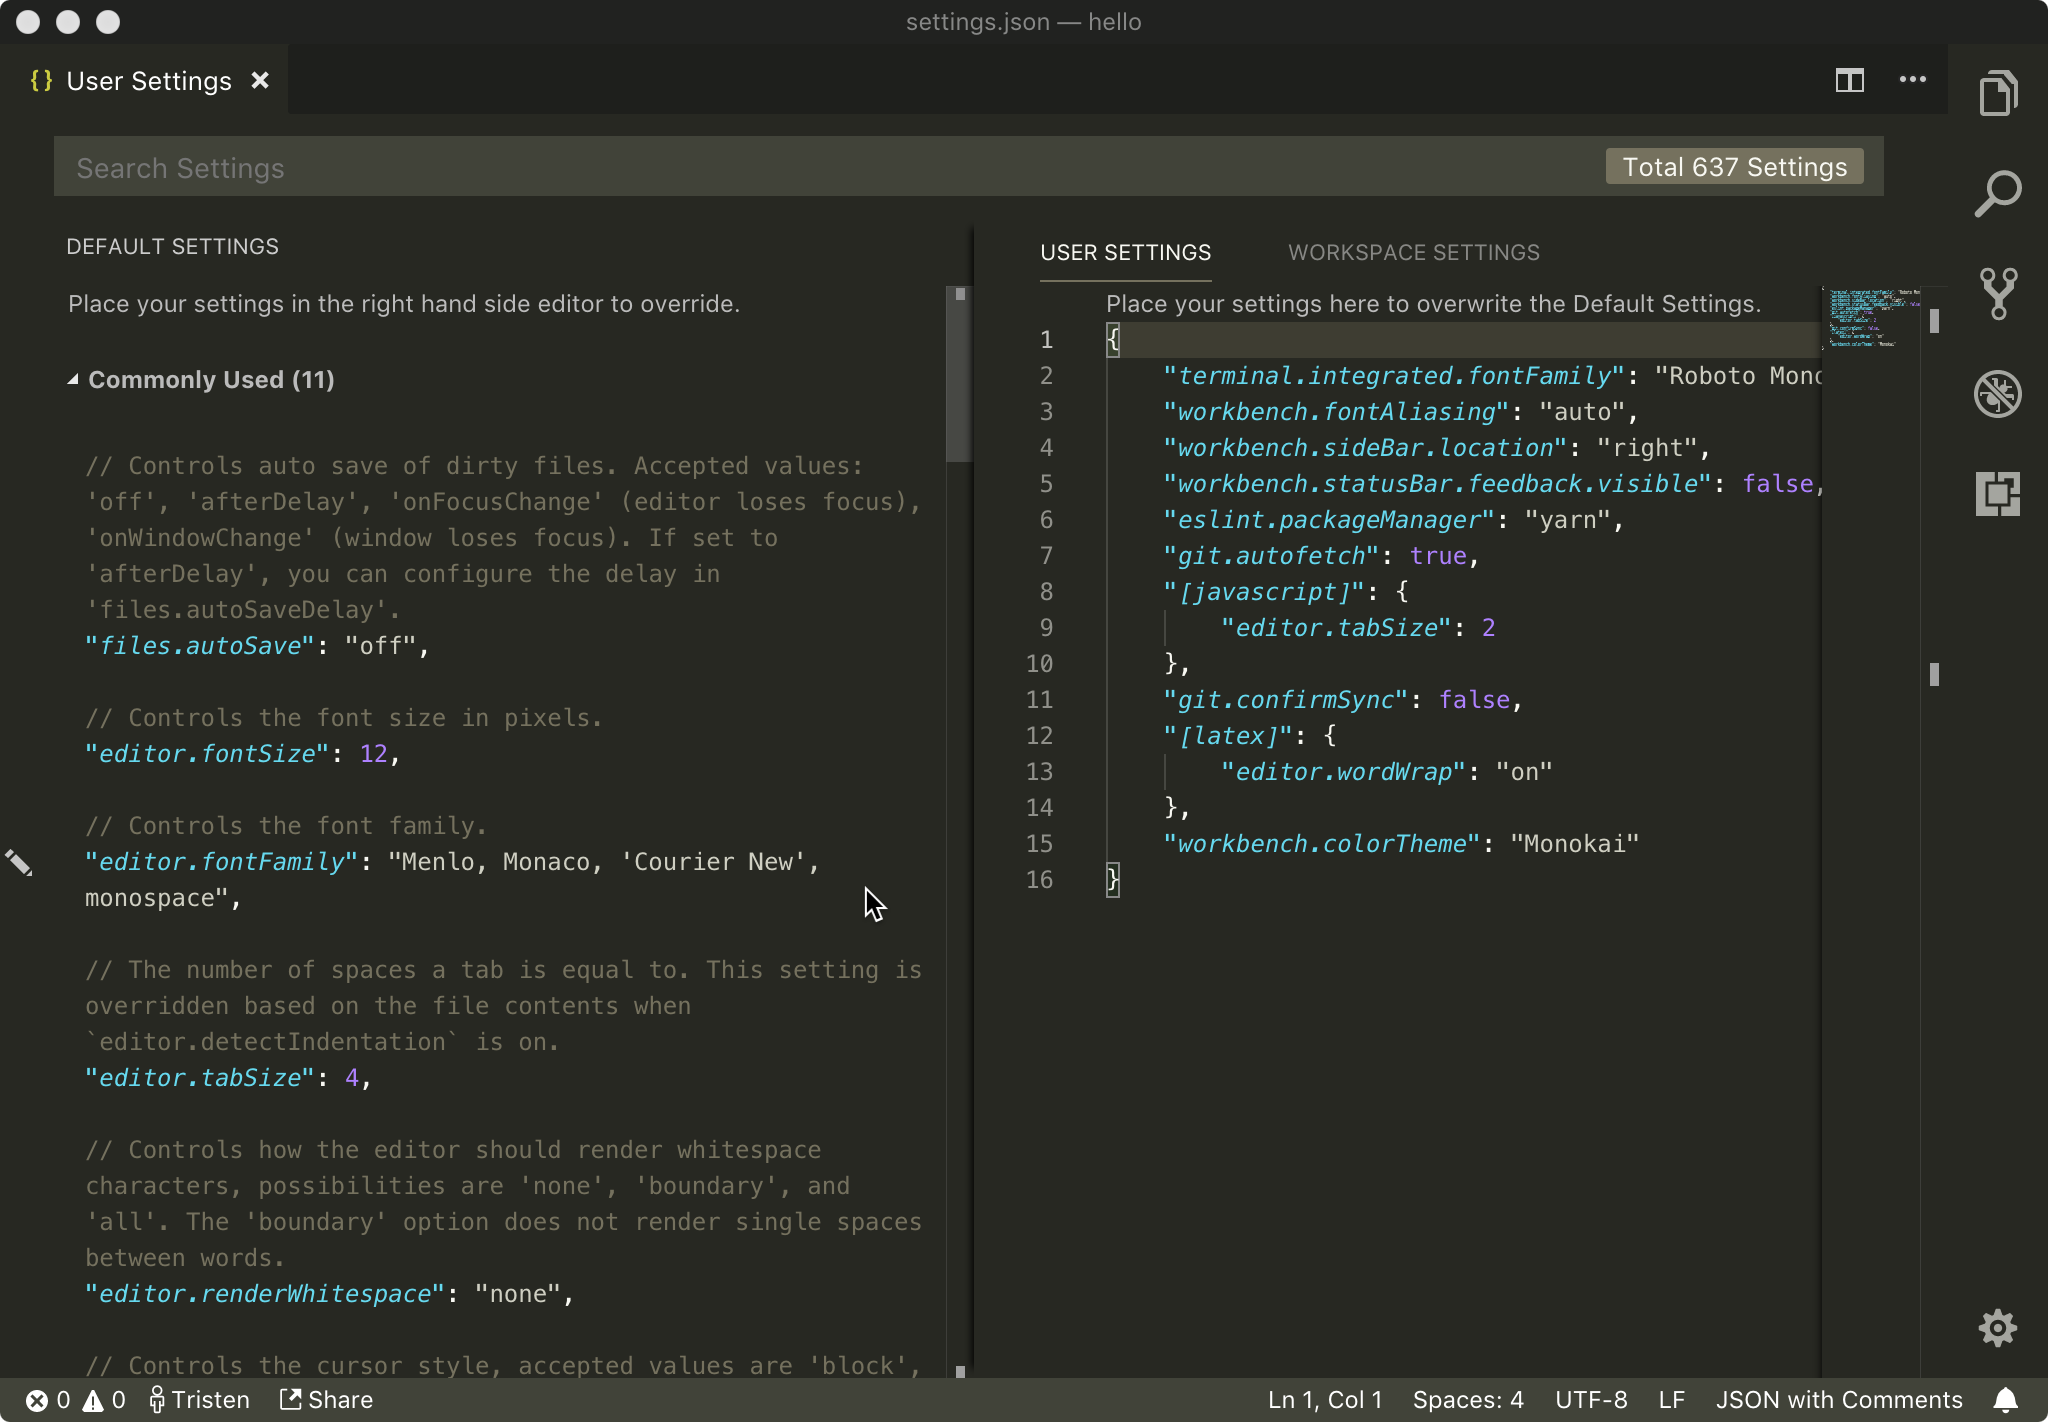 settings.json — hello
{} User Settings
Search Settings
Total 637 Settings
DEFAULT SETTINGS
Place your settings in the right hand side editor to override.
Commonly Used (11)
// Controls auto save of dirty files. Accepted values:
'off', 'afterDelay', 'onFocusChange' (editor loses focus),
'onWindowChange' (window loses focus). If set to
'afterDelay', you can configure the delay in
'files.autoSaveDelay'.
"files.autoSave": "off",
// Controls the font size in pixels.
"editor.fontSize": 12,
// Controls the font family.
"editor.fontFamily": "Menlo, Monaco, 'Courier New',
monospace",
// The number of spaces a tab is equal to. This setting is
overridden based on the file contents when
`editor.detectIndentation` is on.
"editor.tabSize": 4,
// Controls how the editor should render whitespace
characters, possibilities are 'none', 'boundary', and
'all'. The 'boundary' option does not render single spaces
between words.
"editor.renderWhitespace": "none",
// Controls the cursor style, accepted values are 'block',
USER SETTINGS WORKSPACE SETTINGS
Place your settings here to overwrite the Default Settings.
1 {
2 "terminal.integrated.fontFamily": "Roboto Mono
3 "workbench.fontAliasing": "auto",
4 "workbench.sideBar.location": "right",
5 "workbench.statusBar.feedback.visible": false,
6 "eslint.packageManager": "yarn",
7 "git.autofetch": true,
8 "[javascript]": {
9 "editor.tabSize": 2
10 },
11 "git.confirmSync": false,
12 "[latex]": {
13 "editor.wordWrap": "on"
14 },
15 "workbench.colorTheme": "Monokai"
16 }
0 0 Tristen Share
Ln 1, Col 1 Spaces: 4 UTF-8 LF JSON with Comments